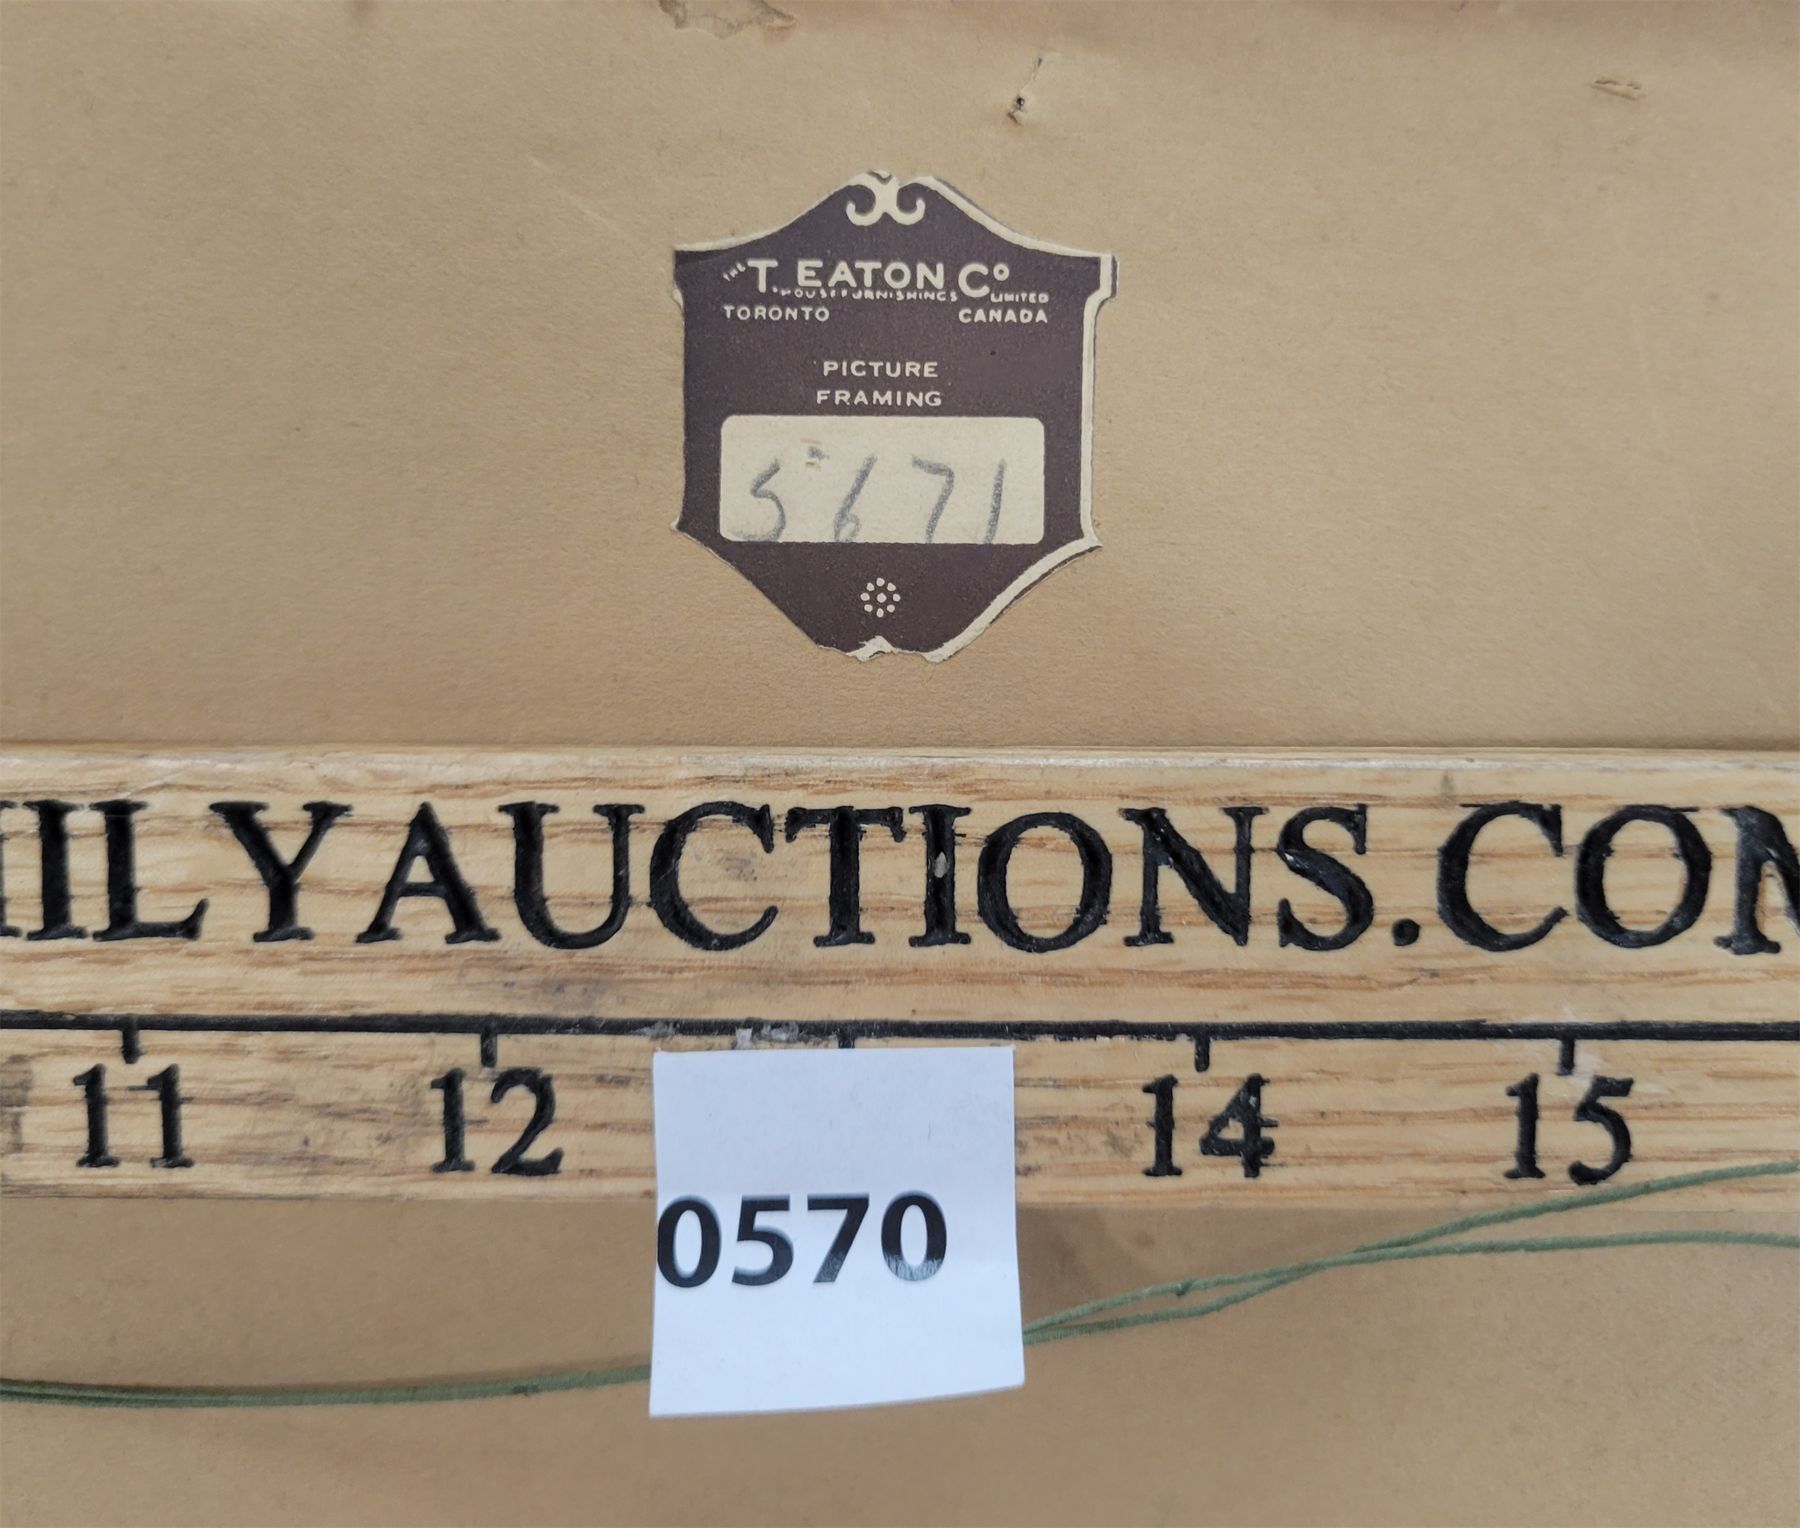 THE T. EATON Co
HOUSEFURNISHINGS LIMITED
TORONTO CANADA
PICTURE
FRAMING
5671
ILYAUCTIONS.COM
11 12 14 15
0570